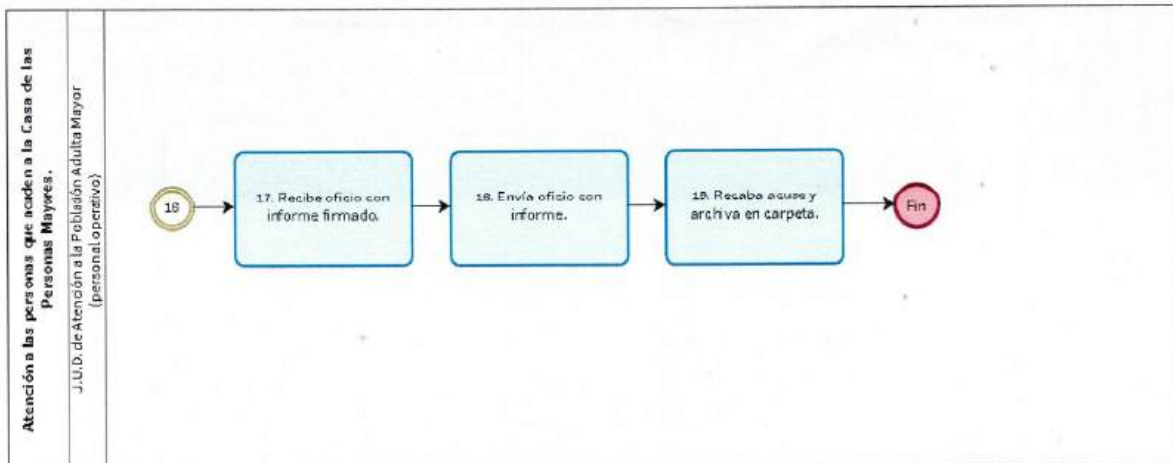 Atención a las personas que acuden a la Casa de las
Personas Mayores.
J.U.D. de Atención a la Población Adulta Mayor
(personal operativo)
16
17. Recibe oficio con
informe firmado.
18. Envía oficio con
informe.
19. Recaba acuse y
archiva en carpeta.
Fin